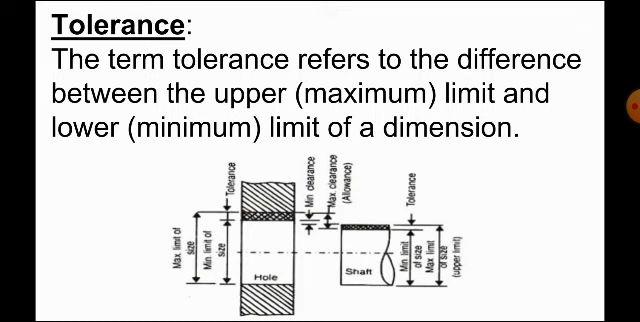 Tolerance:
The term tolerance refers to the difference
between the upper (maximum) limit and
lower (minimum) limit of a dimension.
Max. limit of
size
Min. limit of
size
Tolerance
Hole
Min clearance
Max. clearance
(Allowance)
Shaft
Tolerance
Min limit
of size
Max limit
of size
(upper limit)